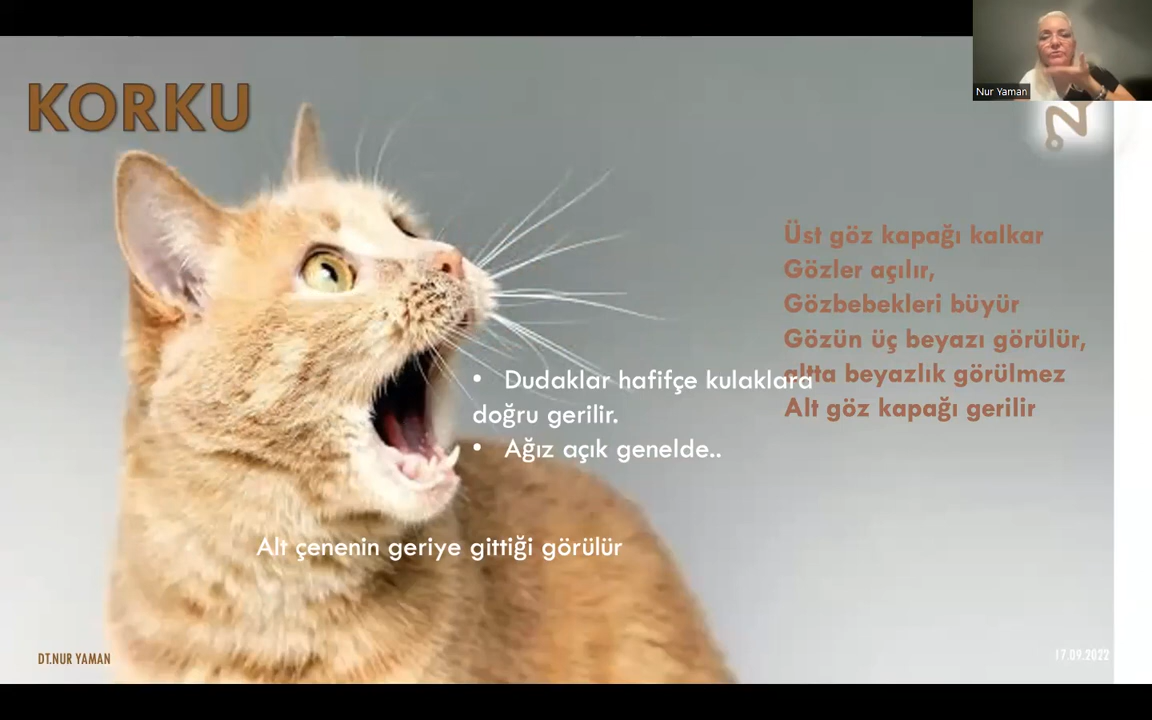 Nur Yaman
KORKU
Üst göz kapağı kalkar
Gözler açılır,
Gözbebekleri büyür
Gözün üç beyazı görülür,
altta beyazlık görülmez
Alt göz kapağı gerilir
• Dudaklar hafifçe kulaklara
doğru gerilir.
• Ağız açık genelde..
Alt çenenin geriye gittiği görülür
DT.NUR YAMAN
17.09.2022